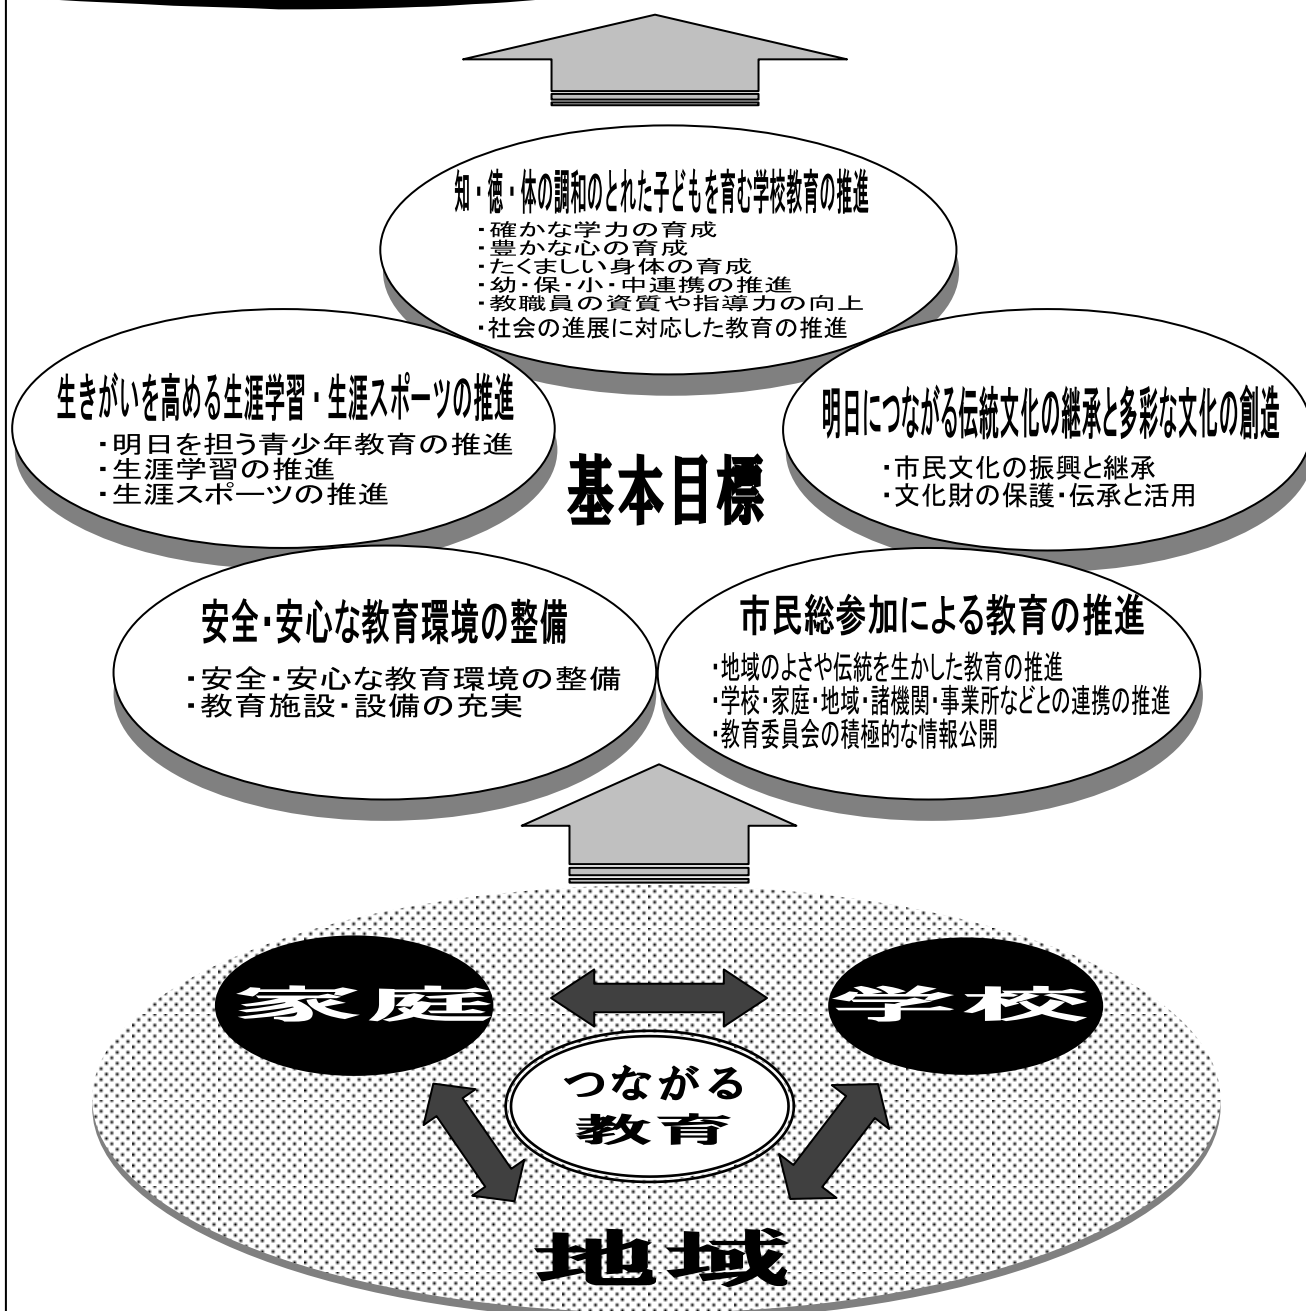 知・徳・体の調和のとれた子どもを育む学校教育の推進
・確かな学力の育成
・豊かな心の育成
・たくましい身体の育成
・幼・保・小・中連携の推進
・教職員の資質や指導力の向上
・社会の進展に対応した教育の推進
生きがいを高める生涯学習・生涯スポーツの推進
・明日を担う青少年教育の推進
・生涯学習の推進
・生涯スポーツの推進
基本目標
明日につながる伝統文化の継承と多彩な文化の創造
・市民文化の振興と継承
・文化財の保護・伝承と活用
安全・安心な教育環境の整備
・安全・安心な教育環境の整備
・教育施設・設備の充実
市民総参加による教育の推進
・地域のよさや伝統を生かした教育の推進
・学校・家庭・地域・諸機関・事業所などとの連携の推進
・教育委員会の積極的な情報公開
家庭
学校
つながる
教育
地域